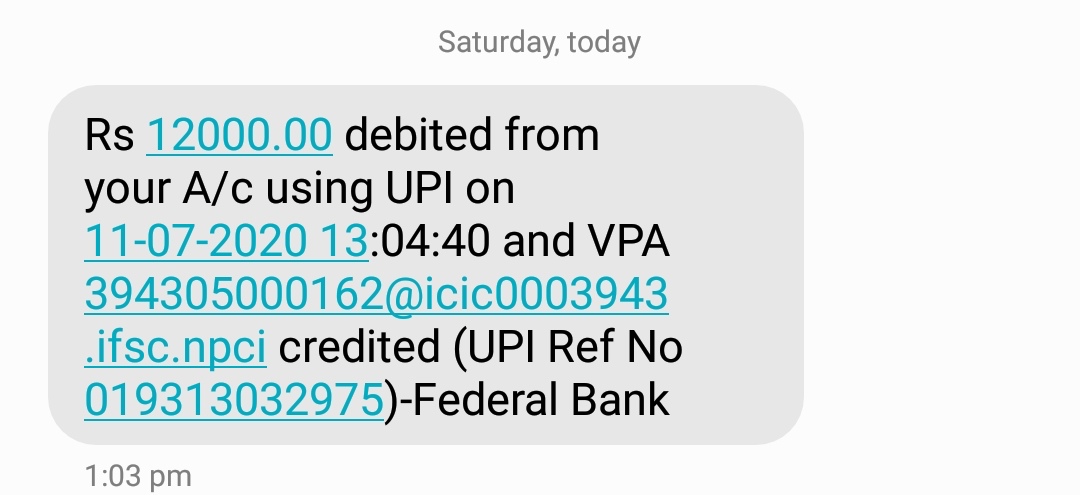 Saturday, today
Rs 12000.00 debited from
your A/c using UPI on
11-07-2020 13:04:40 and VPA
394305000162@icic0003943
.ifsc.npci credited (UPI Ref No
019313032975)-Federal Bank
1:03 pm